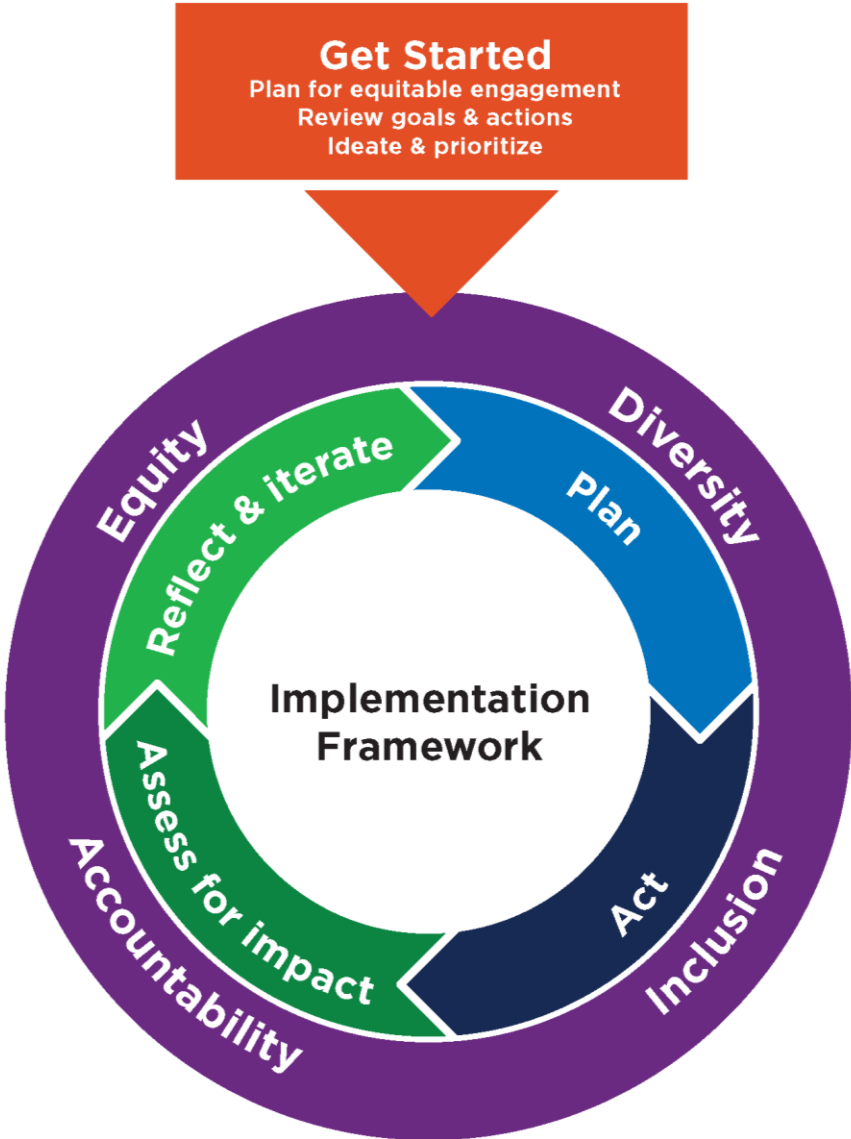 Get Started
Plan for equitable engagement
Review goals & actions
Ideate & prioritize
Equity
Diversity
Inclusion
Accountability
Reflect & iterate
Plan
Act
Assess for impact
Implementation
Framework